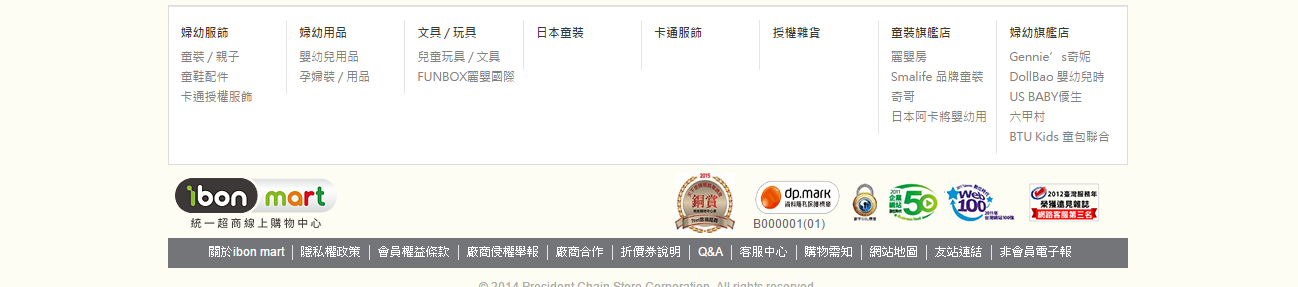 婦幼服飾
童裝 / 親子
童鞋配件
卡通授權服飾
婦幼用品
嬰幼兒用品
孕婦裝 / 用品
文具 / 玩具
兒童玩具 / 文具
FUNBOX麗嬰國際
日本童裝
卡通服飾
授權雜貨
童裝旗艦店
麗嬰房
Smalife 品牌童裝
奇哥
日本阿卡將嬰幼用
婦幼旗艦店
Gennie’s奇妮
DollBao 嬰幼兒時
US BABY優生
六甲村
BTU Kids 童包聯合
ibon mart
統一超商線上購物中心
2015
銅賞
dp.mark
資料隱私保護標章
B000001(01)
2011
企業
網站
50
Web
100
2012臺灣服務年
榮獲遠見雜誌
網路客服第三名
關於ibon mart │ 隱私權政策 │ 會員權益條款 │ 廠商侵權舉報 │ 廠商合作 │ 折價券說明 │ Q&A │ 客服中心 │ 購物需知 │ 網站地圖 │ 友站連結 │ 非會員電子報
© 2014 President Chain Store Corporation. All rights reserved.